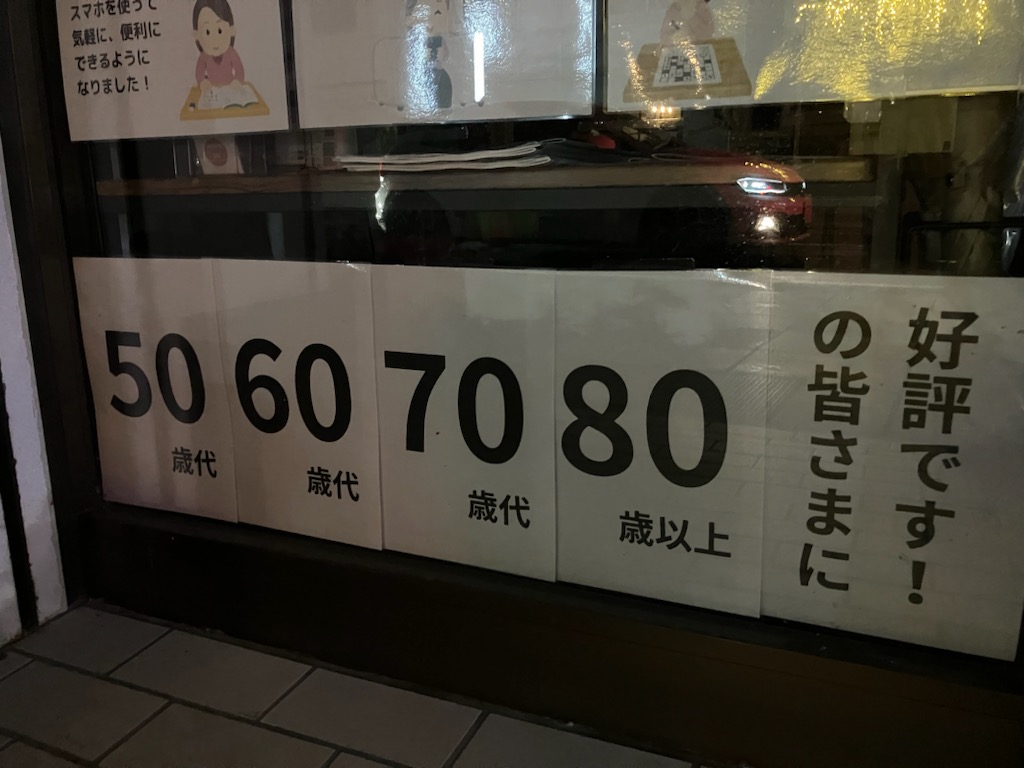 スマホを使って
気軽に、便利に
できるように
なりました！
50
歳代
60
歳代
70
歳代
80
歳以上
の皆さまに
好評です！